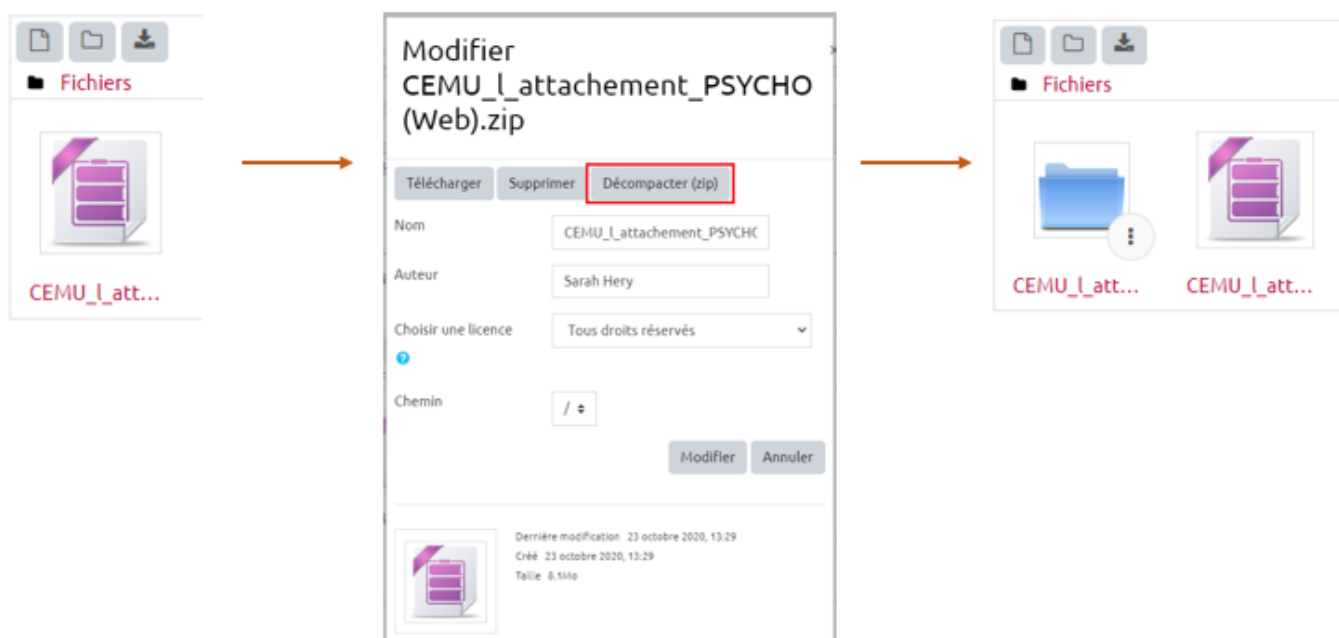 Fichiers
CEMU_l_att...
Modifier
CEMU_l_attachement_PSYCHO
(Web).zip
Télécharger Supprimer Décompacter (zip)
Nom CEMU_l_attachement_PSYCHC
Auteur Sarah Hery
Choisir une licence Tous droits réservés
?
Chemin /
Modifier Annuler
Dernière modification 23 octobre 2020, 13:29
Créé 23 octobre 2020, 13:29
Taille 8.1Mo
Fichiers
CEMU_l_att... CEMU_l_att...